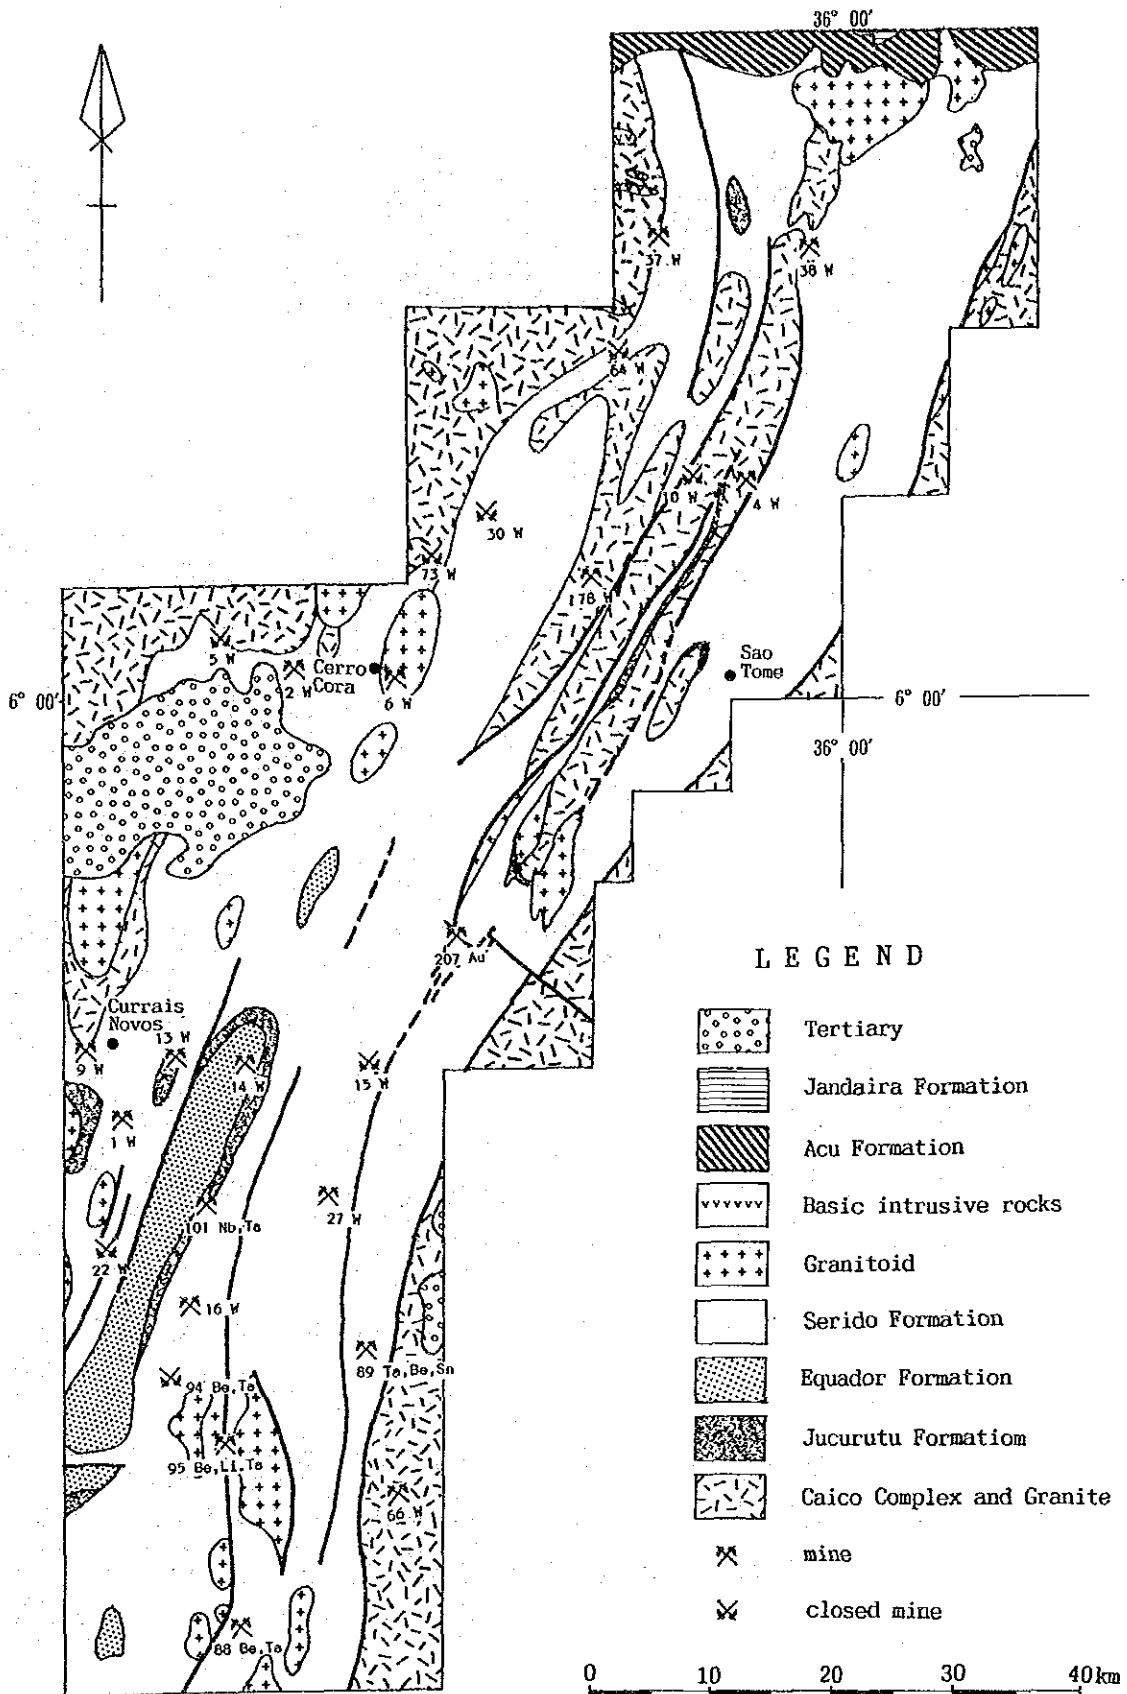 36° 00′
37 W
38 W
64 W
10 W
4 W
30 W
73 W
78 W
5 W
2 W
Cerro
Cora
6 W
Sao
Tome
6° 00′
6° 00′
36° 00′
207 Au
Currais
Novos
9 W
13 W
14 W
15 W
1 W
101 Nb,Ta
27 W
22 W
16 W
89 Ta,Be,Sn
94 Be,Ta
95 Be,Li,Ta
66 W
88 Be,Ta
LEGEND
Tertiary
Jandaira Formation
Acu Formation
Basic intrusive rocks
Granitoid
Serido Formation
Equador Formation
Jucurutu Formatiom
Caico Complex and Granite
mine
closed mine
0 10 20 30 40km